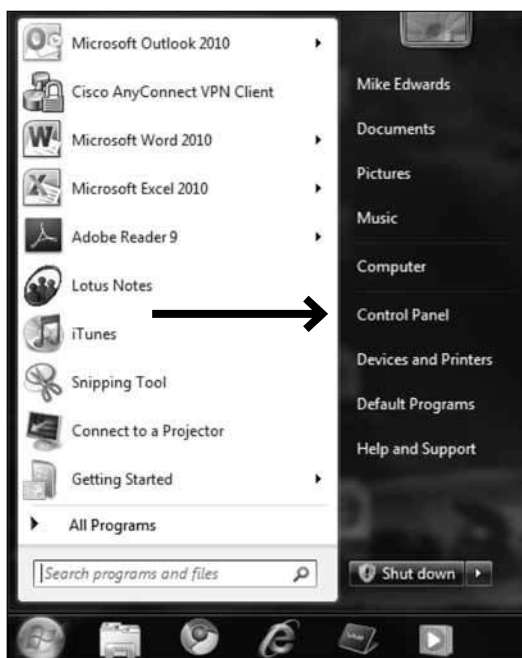 Microsoft Outlook 2010
Cisco AnyConnect VPN Client
Microsoft Word 2010
Microsoft Excel 2010
Adobe Reader 9
Lotus Notes
iTunes
Snipping Tool
Connect to a Projector
Getting Started
All Programs
Search programs and files
Mike Edwards
Documents
Pictures
Music
Computer
Control Panel
Devices and Printers
Default Programs
Help and Support
Shut down